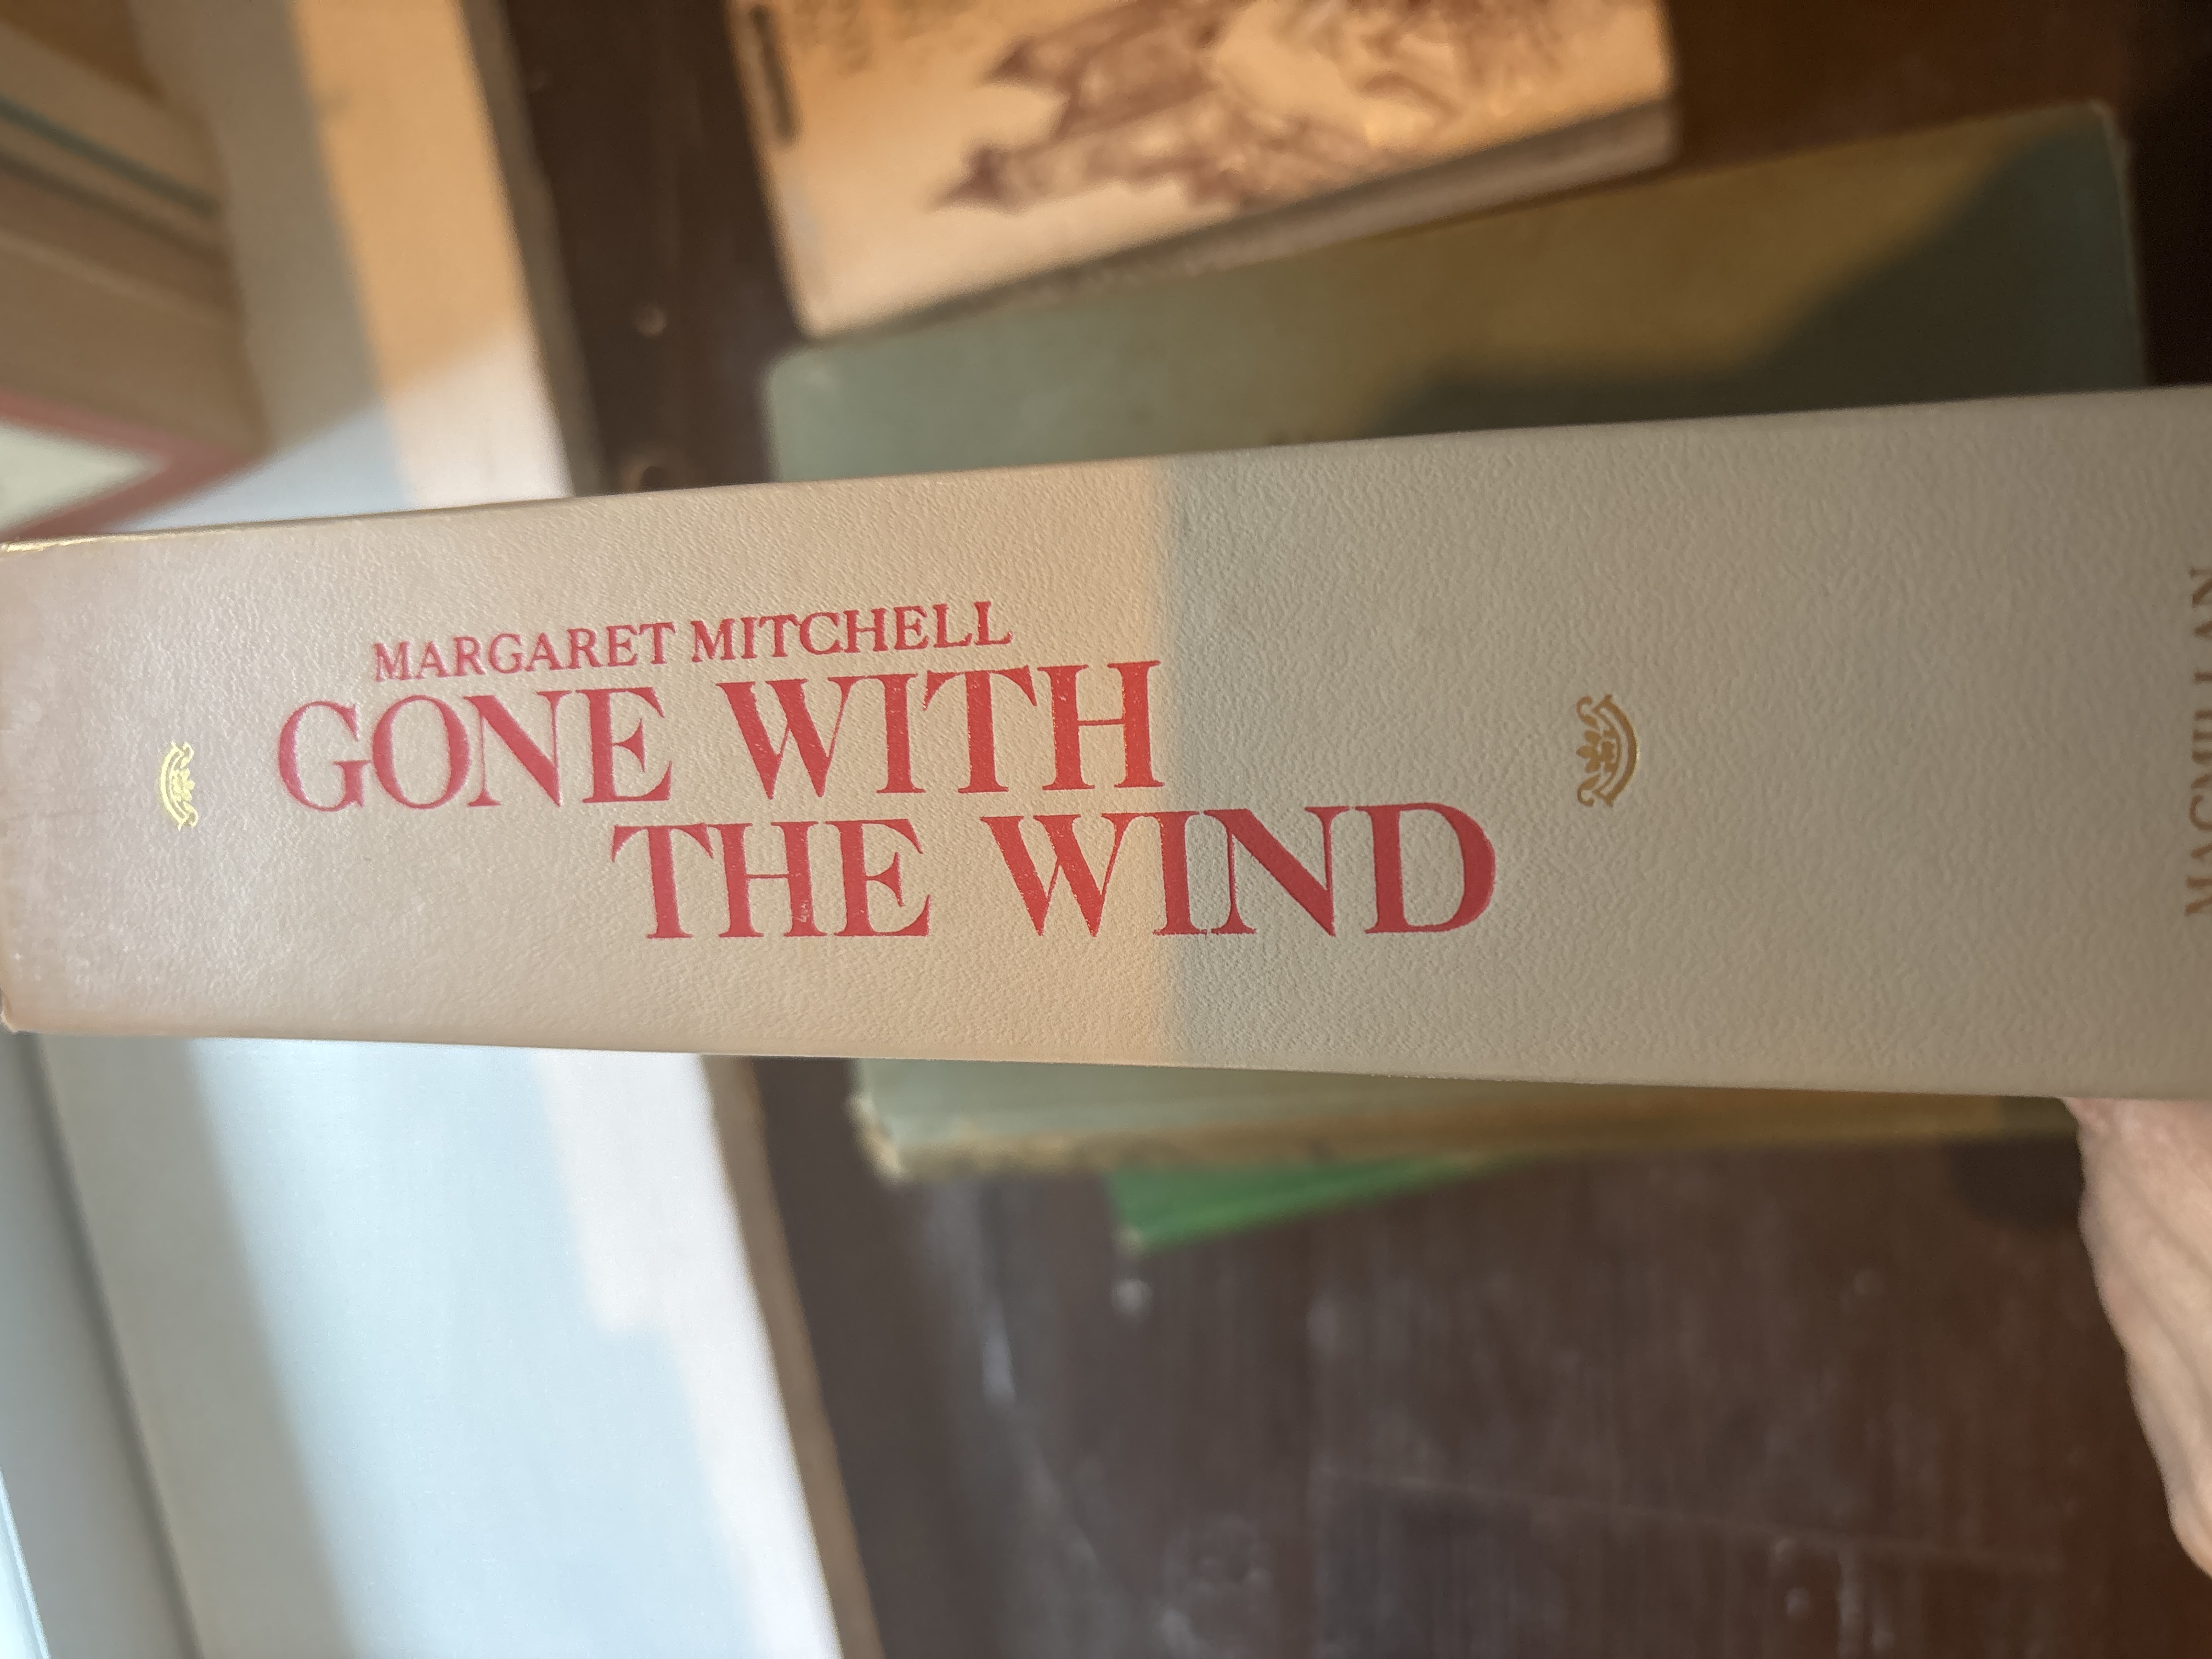 MARGARET MITCHELL
GONE WITH
THE WIND
MACMILLAN